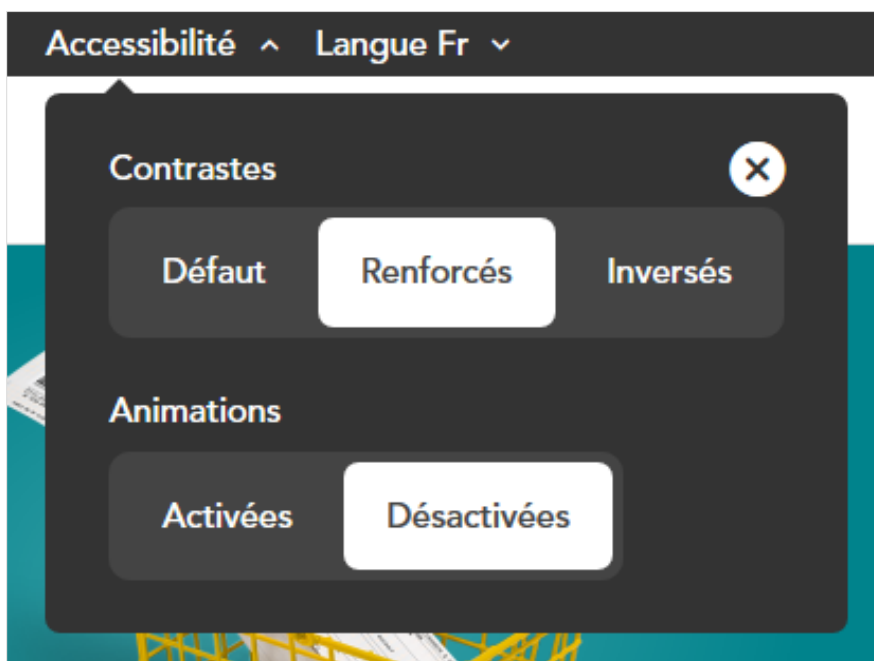 Accessibilité Langue Fr
Contrastes
Défaut Renforcés Inversés
Animations
Activées Désactivées